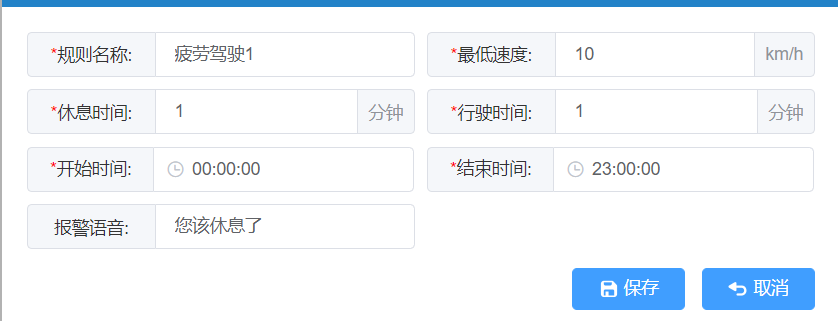 *规则名称: 疲劳驾驶1 *最低速度: 10 km/h
*休息时间: 1 分钟 *行驶时间: 1 分钟
*开始时间: 00:00:00 *结束时间: 23:00:00
报警语音: 您该休息了
保存 取消